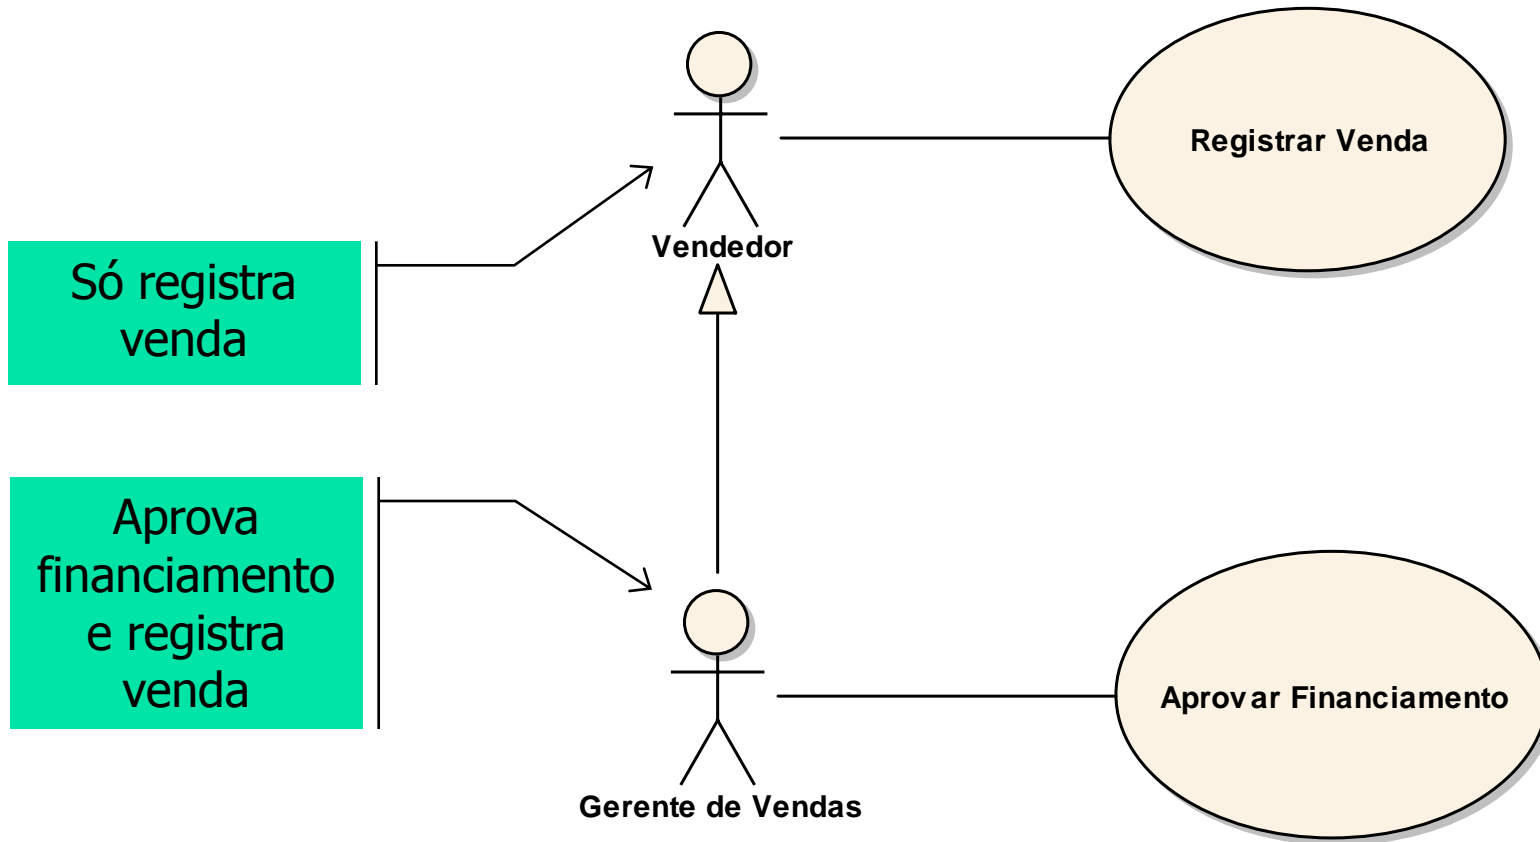 Registrar Venda
Vendedor
Só registra
venda
Aprova
financiamento
e registra
venda
Aprovar Financiamento
Gerente de Vendas